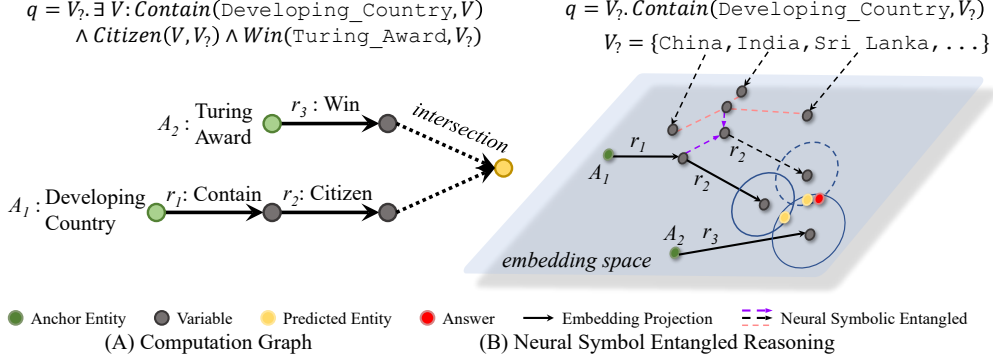 q = V?.∃ V: Contain(Developing_Country, V)
∧ Citizen(V, V?) ∧ Win(Turing_Award, V?)
A2 : Turing Award
r3 : Win
intersection
A1 : Developing Country
r1: Contain
r2: Citizen
q = V?. Contain(Developing_Country, V?)
V? = {China, India, Sri Lanka, ...}
r1
r2
A1
r2
A2
r3
embedding space
Anchor Entity
Variable
Predicted Entity
Answer
Embedding Projection
Neural Symbolic Entangled
(A) Computation Graph
(B) Neural Symbol Entangled Reasoning